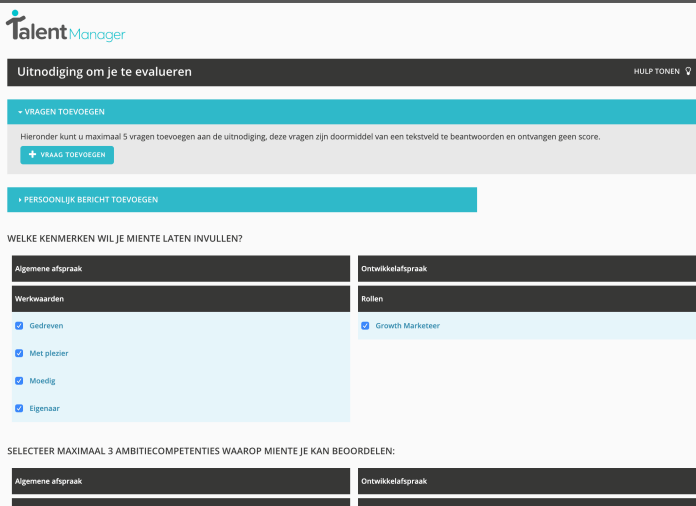 Talent Manager
Uitnodiging om je te evalueren
HULP TONEN
VRAGEN TOEVOEGEN
Hieronder kunt u maximaal 5 vragen toevoegen aan de uitnodiging, deze vragen zijn doormiddel van een tekstveld te beantwoorden en ontvangen geen score.
VRAAG TOEVOEGEN
PERSOONLIJK BERICHT TOEVOEGEN
WELKE KENMERKEN WIL JE MIENTE LATEN INVULLEN?
Algemene afspraak
Ontwikkelafspraak
Werkwaarden
Rollen
Gedreven
Growth Marketeer
Met plezier
Moedig
Eigenaar
SELECTEER MAXIMAAL 3 AMBITIECOMPETENTIES WAAROP MIENTE JE KAN BEOORDELEN:
Algemene afspraak
Ontwikkelafspraak